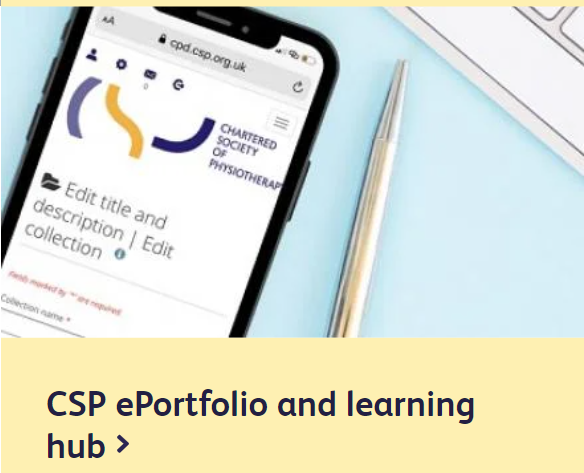 AA
cpd.csp.org.uk
0
CHARTERED
SOCIETY
OF
PHYSIOTHERAP
Edit title and
description | Edit
collection
Fields marked by '*' are required
Collection name *
CSP ePortfolio and learning
hub >